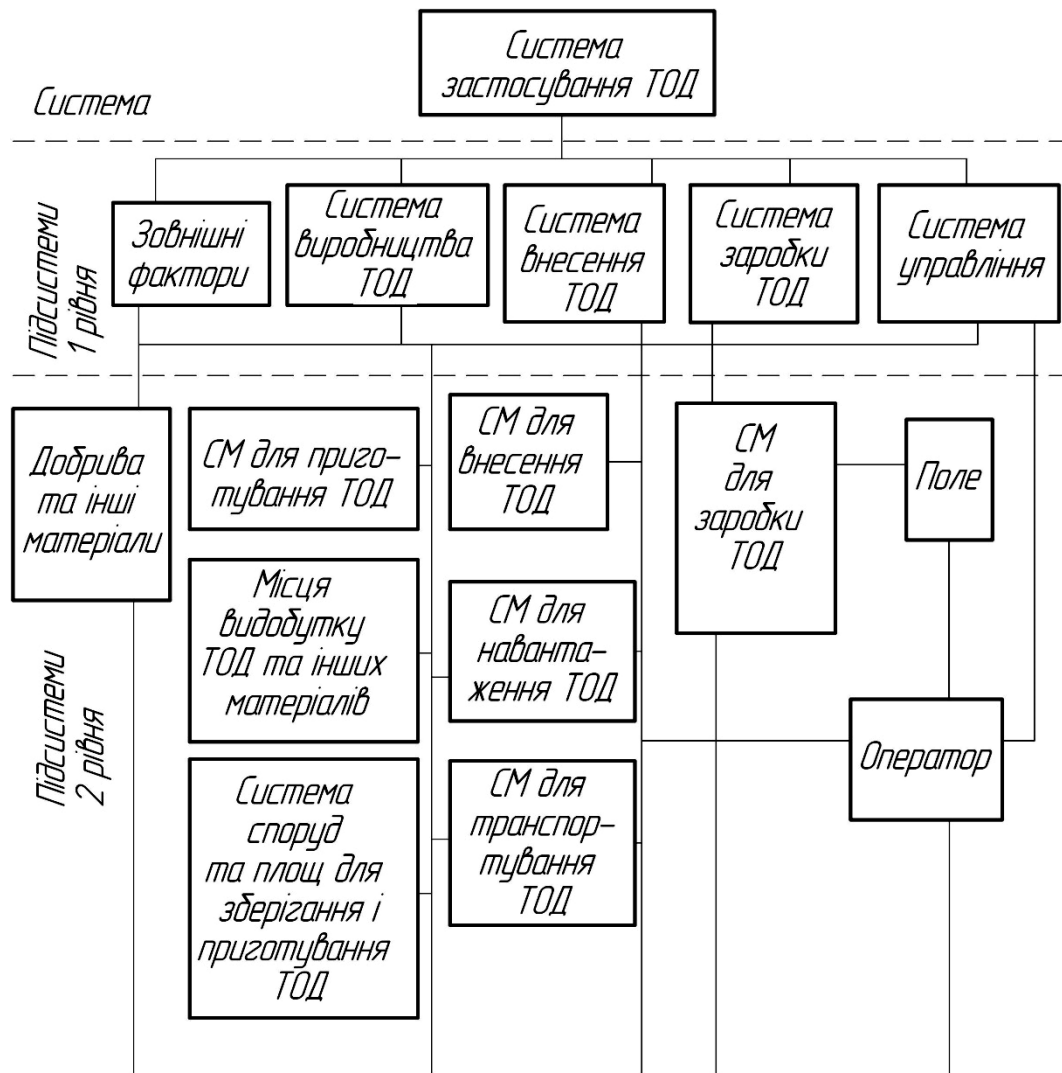 Система
застосування ТОД
Система
Підсистеми
1 рівня
Зовнішні
фактори
Система
виробництва
ТОД
Система
внесення
ТОД
Система
заробки
ТОД
Система
управління
Підсистеми
2 рівня
Добрива
та інші
матеріали
СМ для приго-
тування ТОД
СМ для
внесення
ТОД
СМ
для
заробки
ТОД
Поле
Місця
видобутку
ТОД та інших
матеріалів
СМ для
наванта-
ження ТОД
Оператор
Система
споруд
та площ для
зберігання і
приготування
ТОД
СМ для
транспор-
тування
ТОД